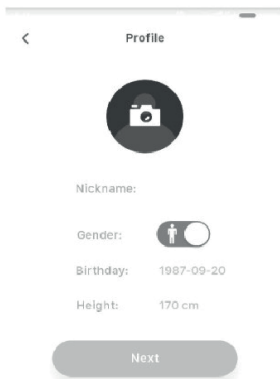 Profile
Nickname:
Gender:
Birthday: 1987-09-20
Height: 170 cm
Next